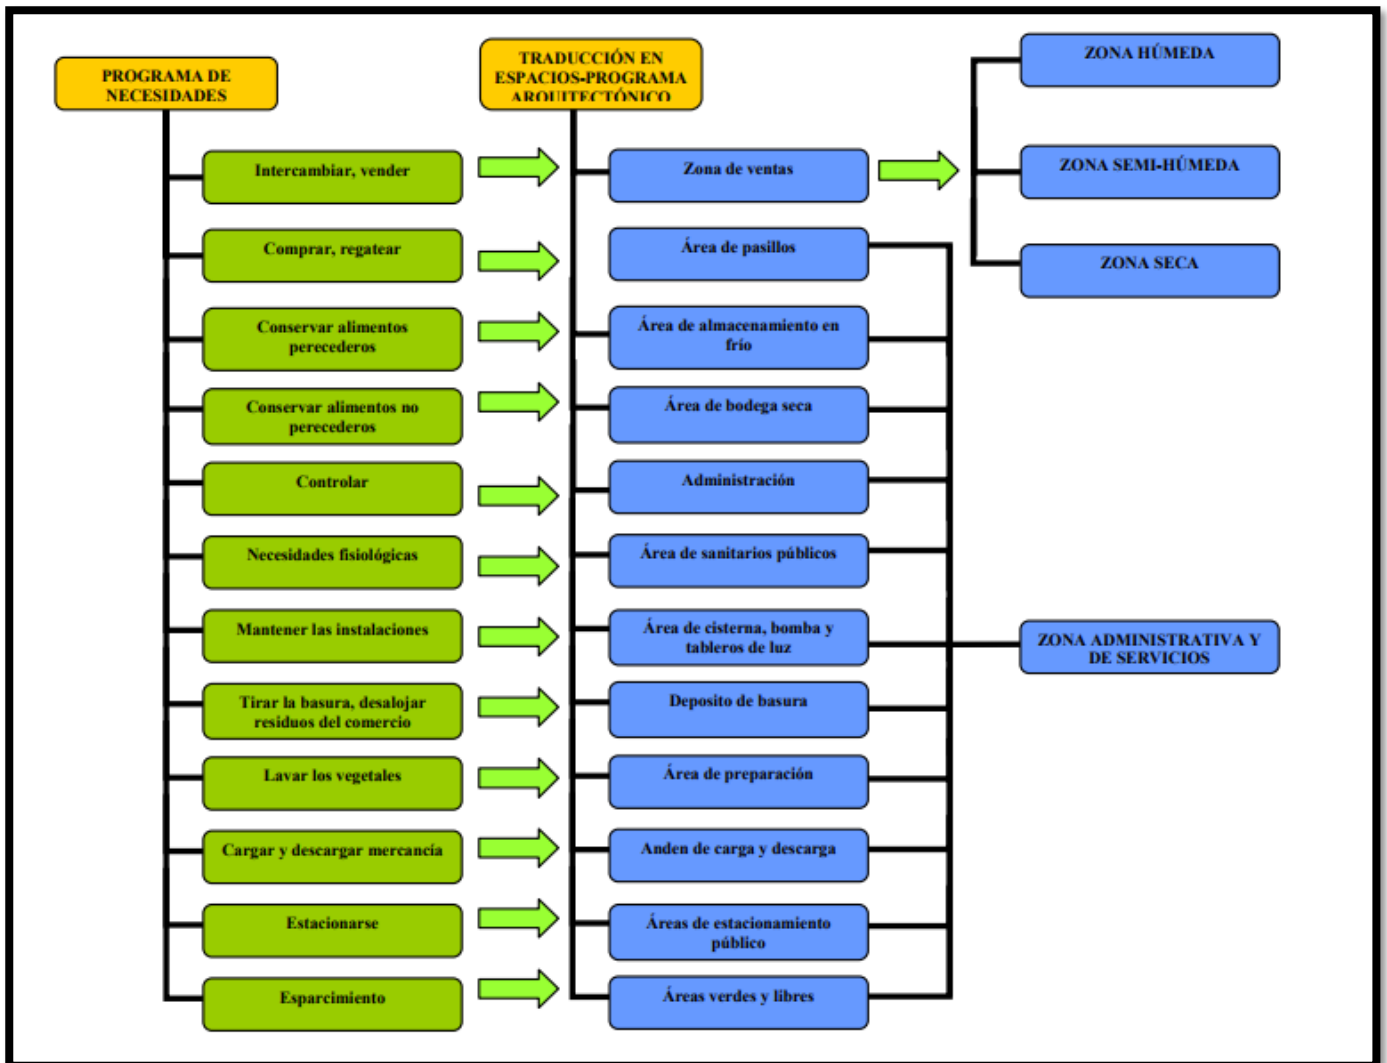 PROGRAMA DE
NECESIDADES
TRADUCCIÓN EN
ESPACIOS-PROGRAMA
ARQUITECTÓNICO
ZONA HÚMEDA
ZONA SEMI-HÚMEDA
ZONA SECA
Intercambiar, vender
Zona de ventas
Comprar, regatear
Área de pasillos
Conservar alimentos
perecederos
Área de almacenamiento en
frío
Conservar alimentos no
perecederos
Área de bodega seca
Controlar
Administración
Necesidades fisiológicas
Área de sanitarios públicos
Mantener las instalaciones
Área de cisterna, bomba y
tableros de luz
ZONA ADMINISTRATIVA Y
DE SERVICIOS
Tirar la basura, desalojar
residuos del comercio
Deposito de basura
Lavar los vegetales
Área de preparación
Cargar y descargar mercancía
Anden de carga y descarga
Estacionarse
Áreas de estacionamiento
público
Esparcimiento
Áreas verdes y libres